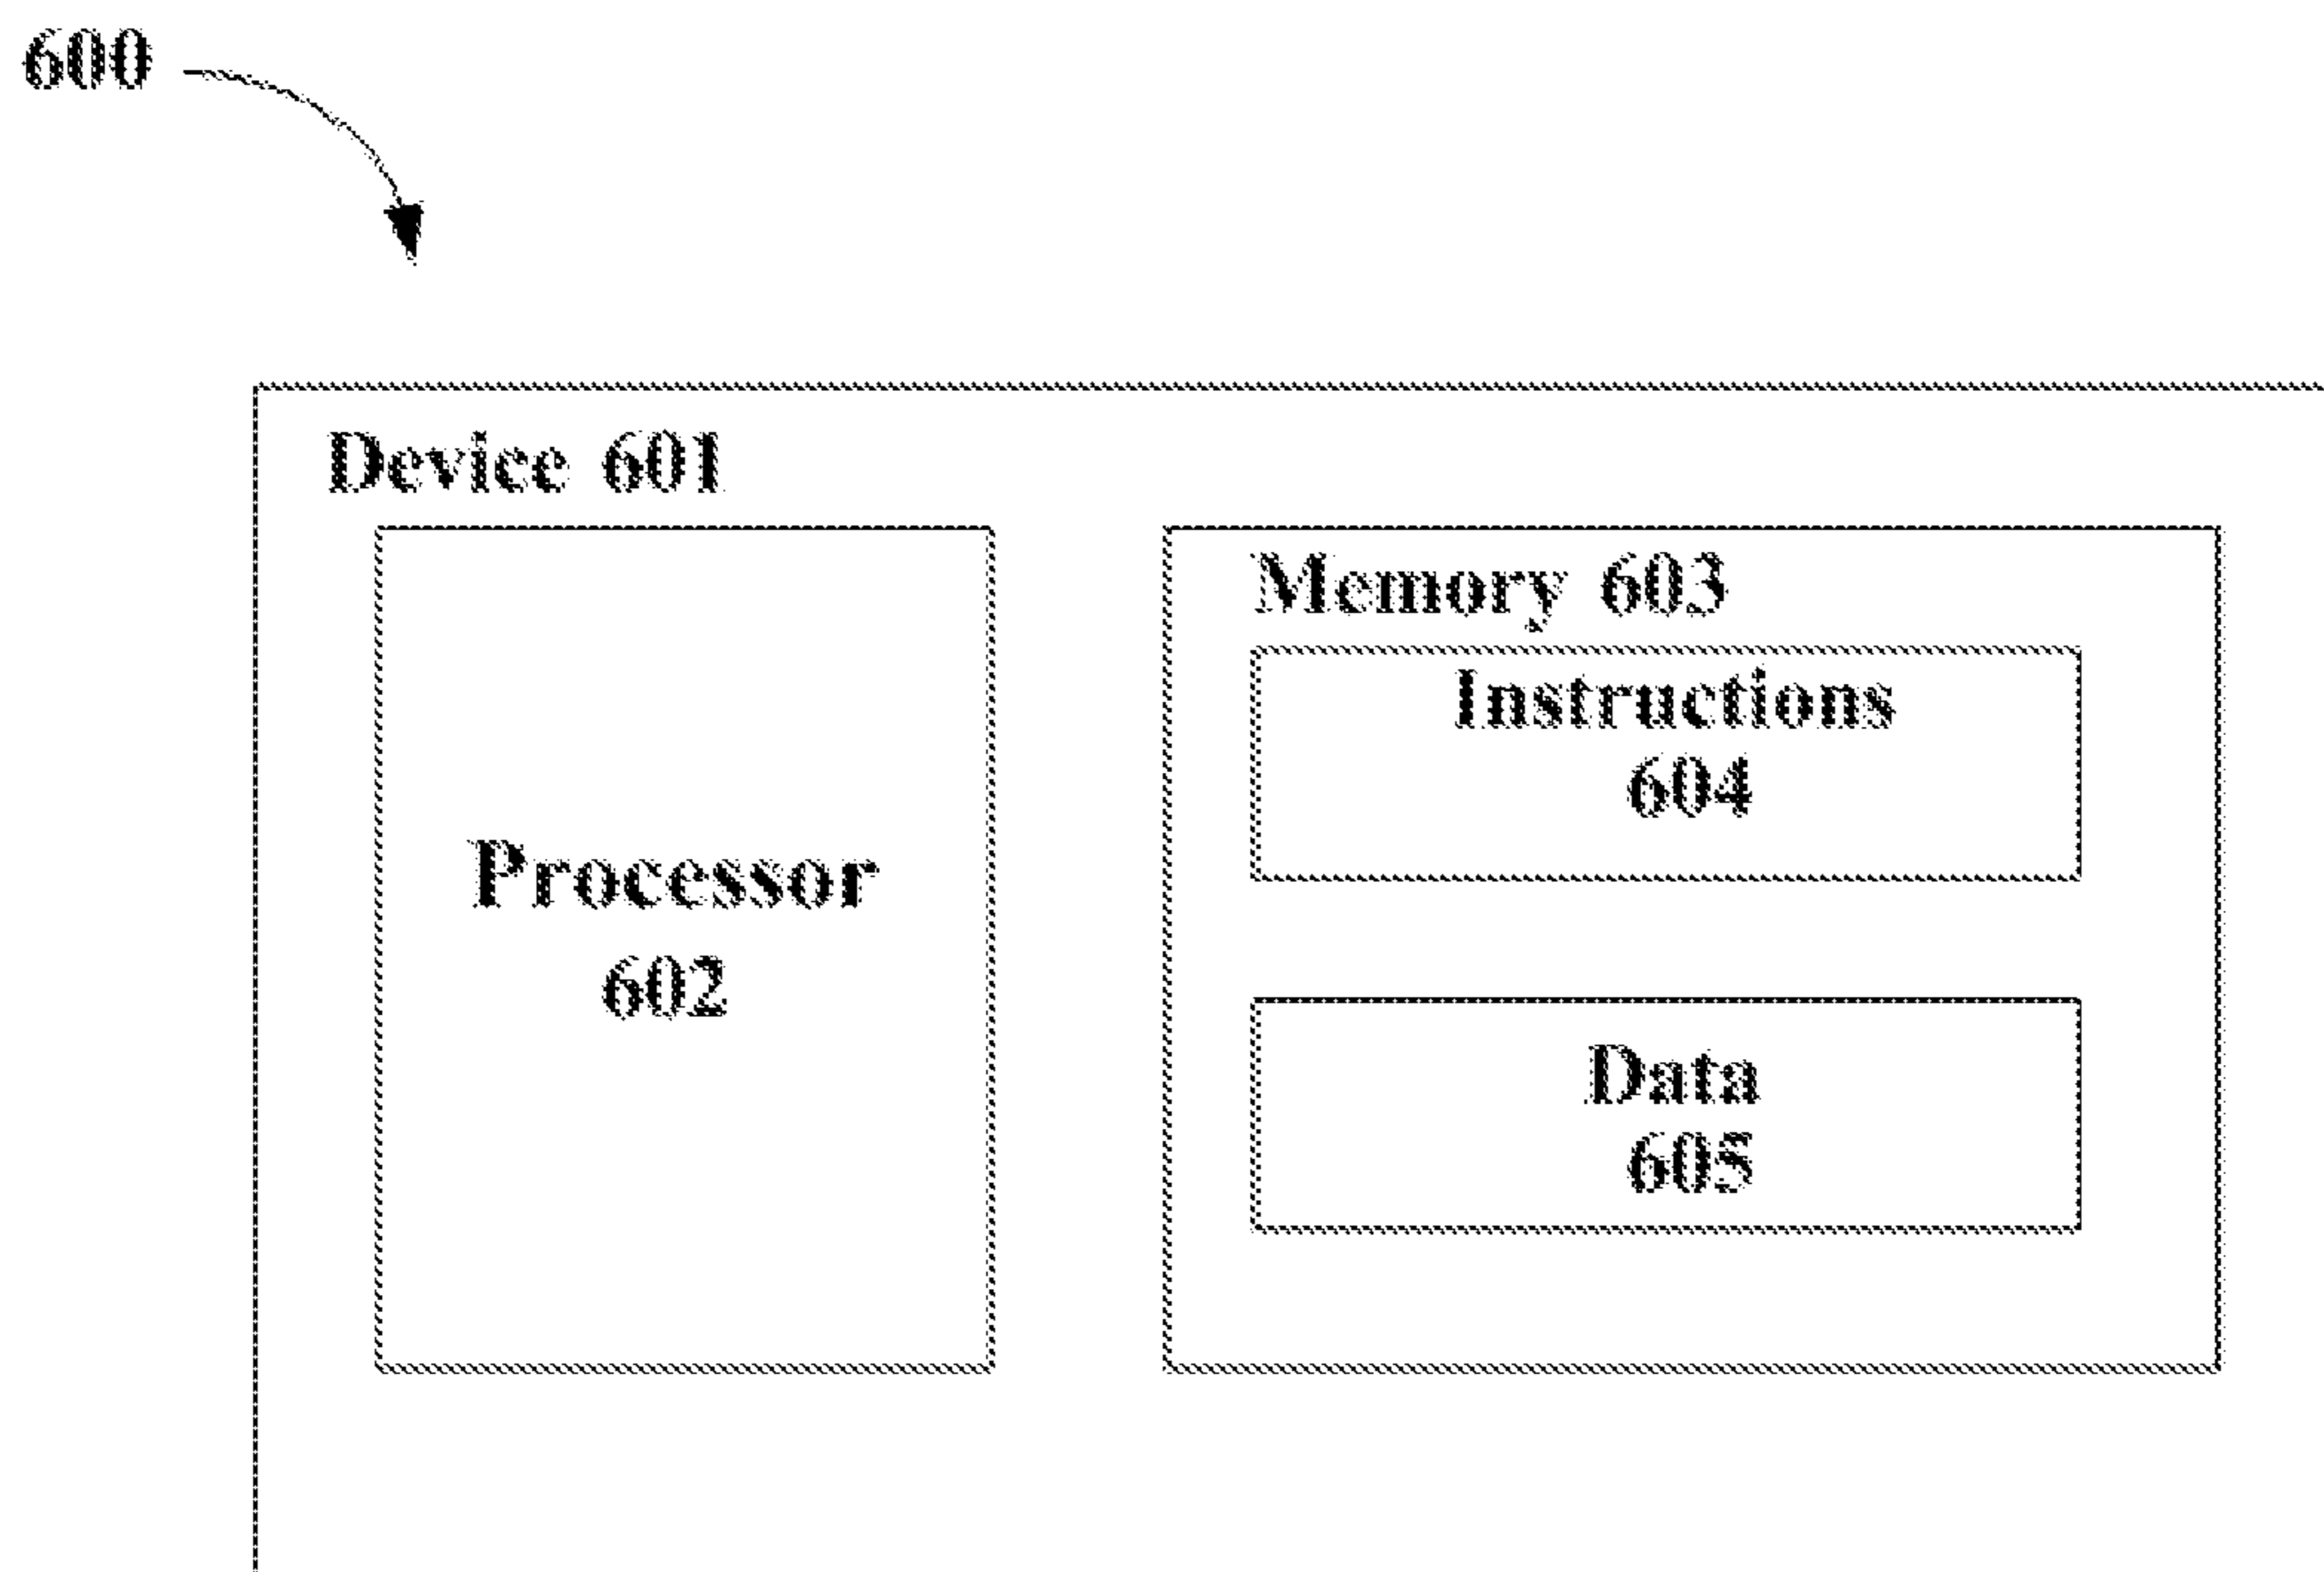 600
Device 601
Processor
602
Memory 603
Instructions
604
Data
605